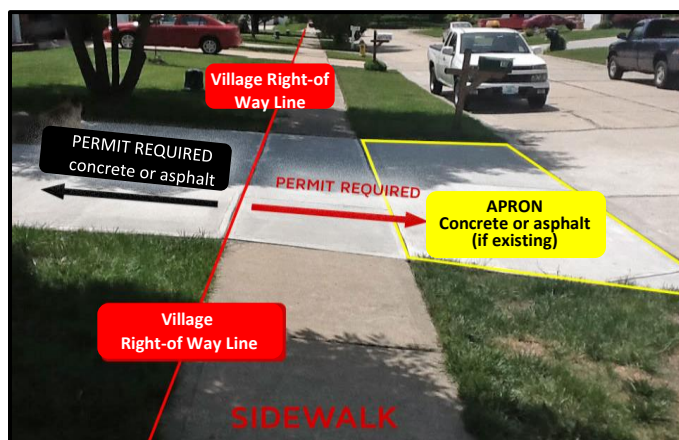 Village Right-of
Way Line
PERMIT REQUIRED
concrete or asphalt
PERMIT REQUIRED
APRON
Concrete or asphalt
(if existing)
Village
Right-of Way Line
SIDEWALK